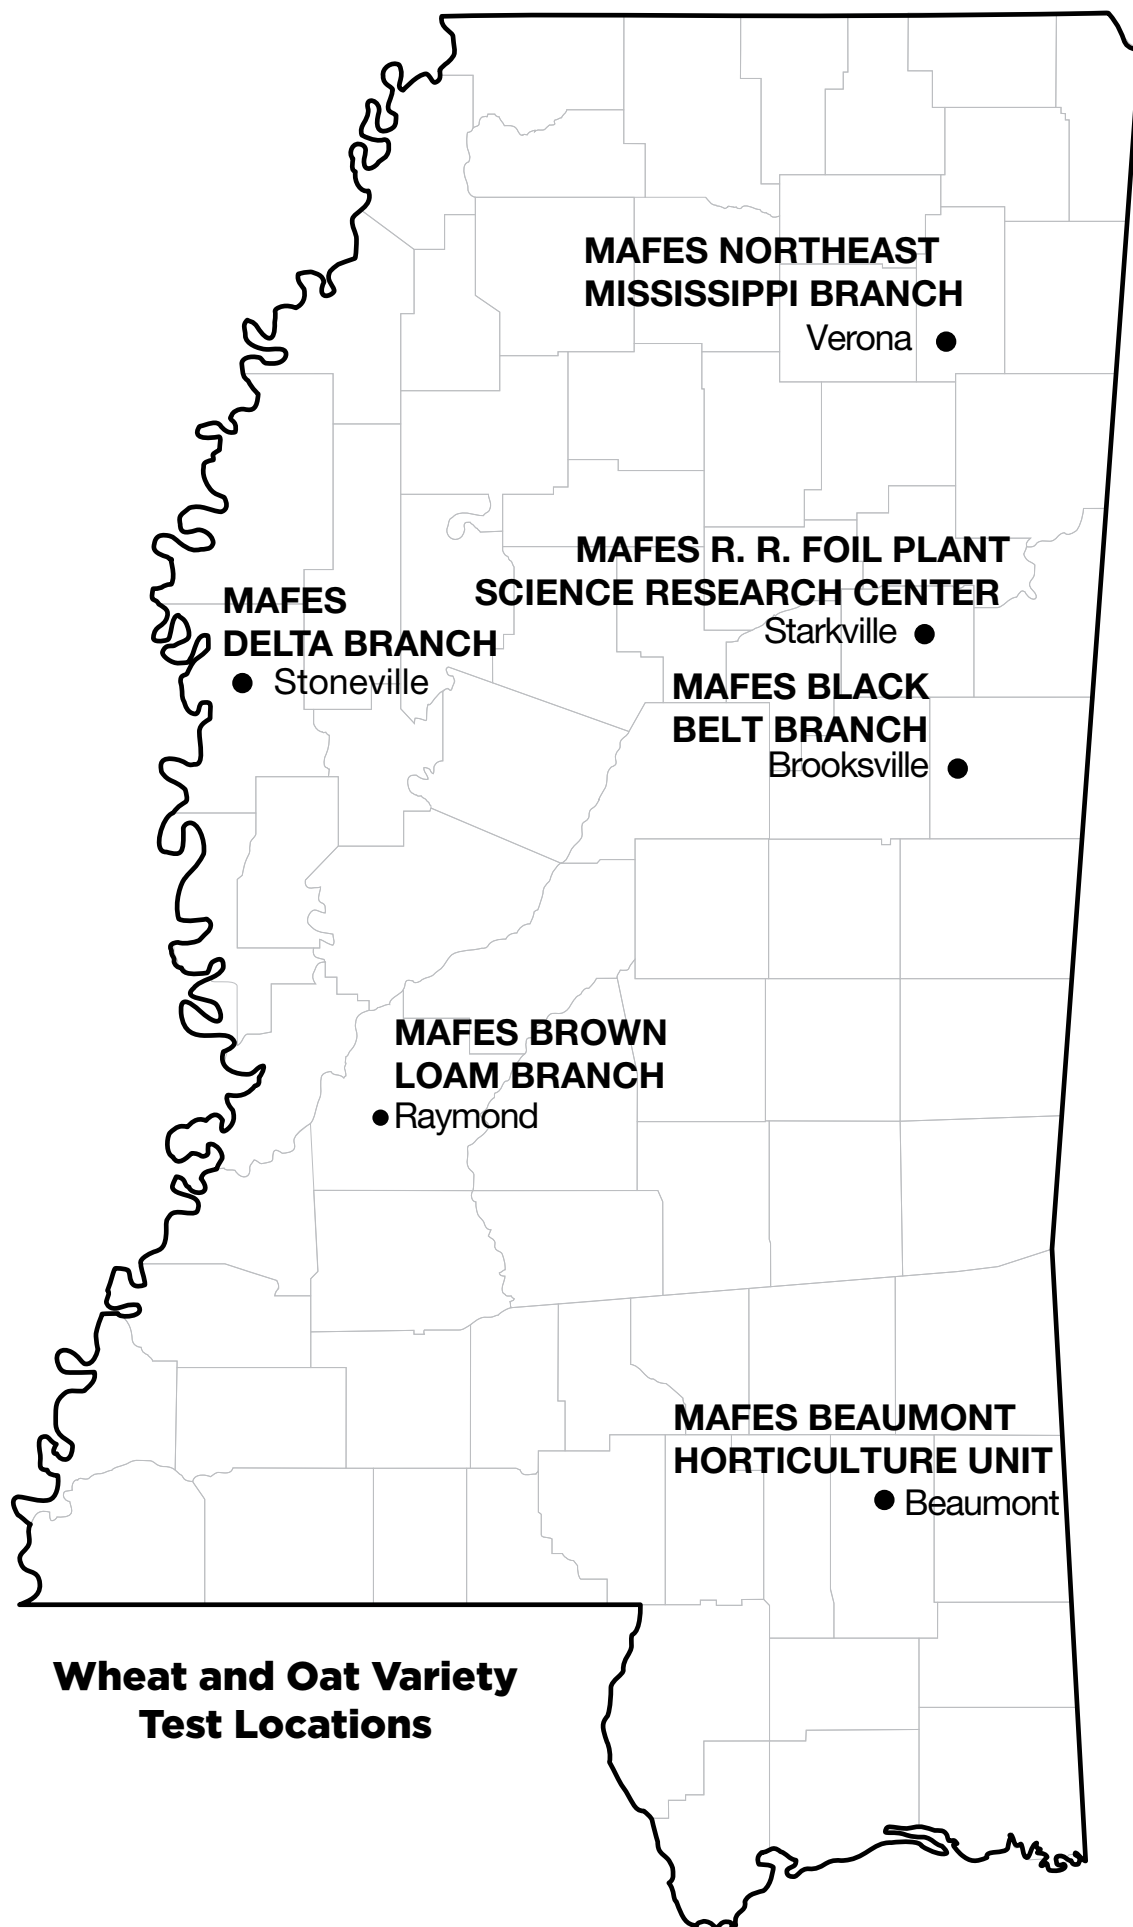 MAFES NORTHEAST
MISSISSIPPI BRANCH
Verona
MAFES R. R. FOIL PLANT
SCIENCE RESEARCH CENTER
Starkville
MAFES
DELTA BRANCH
Stoneville
MAFES BLACK
BELT BRANCH
Brooksville
MAFES BROWN
LOAM BRANCH
Raymond
MAFES BEAUMONT
HORTICULTURE UNIT
Beaumont
Wheat and Oat Variety
Test Locations